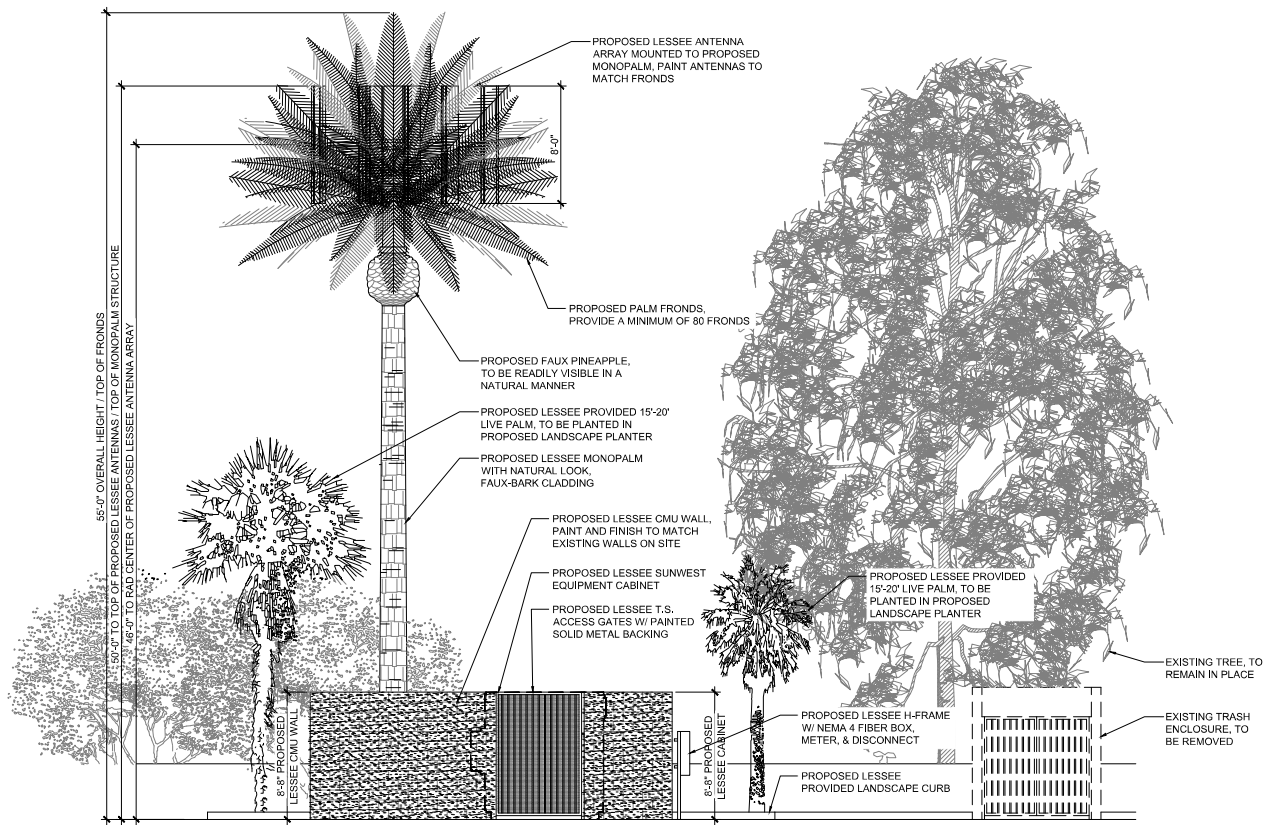 PROPOSED LESSEE ANTENNA
ARRAY MOUNTED TO PROPOSED
MONOPALM, PAINT ANTENNAS TO
MATCH FRONDS
8'-0"
PROPOSED PALM FRONDS,
PROVIDE A MINIMUM OF 80 FRONDS
PROPOSED FAUX PINEAPPLE,
TO BE READILY VISIBLE IN A
NATURAL MANNER
PROPOSED LESSEE PROVIDED 15'-20'
LIVE PALM, TO BE PLANTED IN
PROPOSED LANDSCAPE PLANTER
PROPOSED LESSEE MONOPALM
WITH NATURAL LOOK,
FAUX-BARK CLADDING
PROPOSED LESSEE CMU WALL,
PAINT AND FINISH TO MATCH
EXISTING WALLS ON SITE
PROPOSED LESSEE SUNWEST
EQUIPMENT CABINET
PROPOSED LESSEE T.S.
ACCESS GATES W/ PAINTED
SOLID METAL BACKING
PROPOSED LESSEE PROVIDED
15'-20' LIVE PALM, TO BE
PLANTED IN PROPOSED
LANDSCAPE PLANTER
EXISTING TREE, TO
REMAIN IN PLACE
EXISTING TRASH
ENCLOSURE, TO
BE REMOVED
PROPOSED LESSEE H-FRAME
W/ NEMA 4 FIBER BOX,
METER, & DISCONNECT
PROPOSED LESSEE
PROVIDED LANDSCAPE CURB
55'-0" OVERALL HEIGHT / TOP OF FRONDS
50'-0" TO TOP OF PROPOSED LESSEE ANTENNAS / TOP OF MONOPALM STRUCTURE
46'-0" TO RAD CENTER OF PROPOSED LESSEE ANTENNA ARRAY
8'-8" PROPOSED
LESSEE CMU WALL
8'-8" PROPOSED
LESSEE CABINET